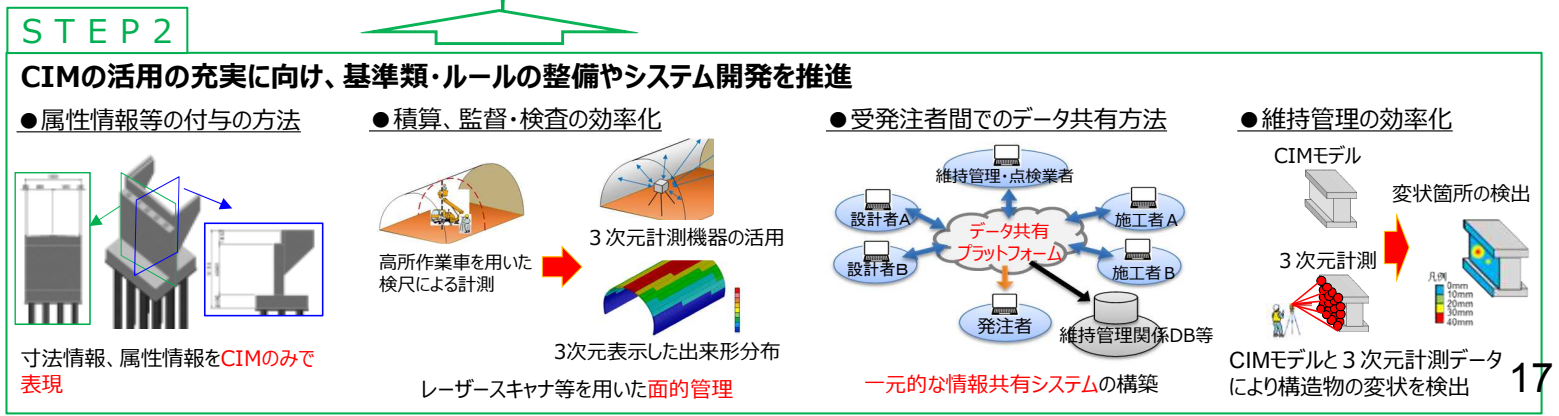 ＳＴＥＰ２
CIMの活用の充実に向け、基準類・ルールの整備やシステム開発を推進
●属性情報等の付与の方法
寸法情報、属性情報をCIMのみで
表現
●積算、監督・検査の効率化
高所作業車を用いた
検尺による計測
３次元計測機器の活用
3次元表示した出来形分布
レーザースキャナ等を用いた面的管理
●受発注者間でのデータ共有方法
維持管理・点検業者
設計者A
施工者A
データ共有
プラットフォーム
設計者B
施工者B
発注者
維持管理関係DB等
一元的な情報共有システムの構築
●維持管理の効率化
CIMモデル
変状箇所の検出
３次元計測
凡例
0mm
10mm
20mm
30mm
40mm
CIMモデルと３次元計測データ
により構造物の変状を検出
17